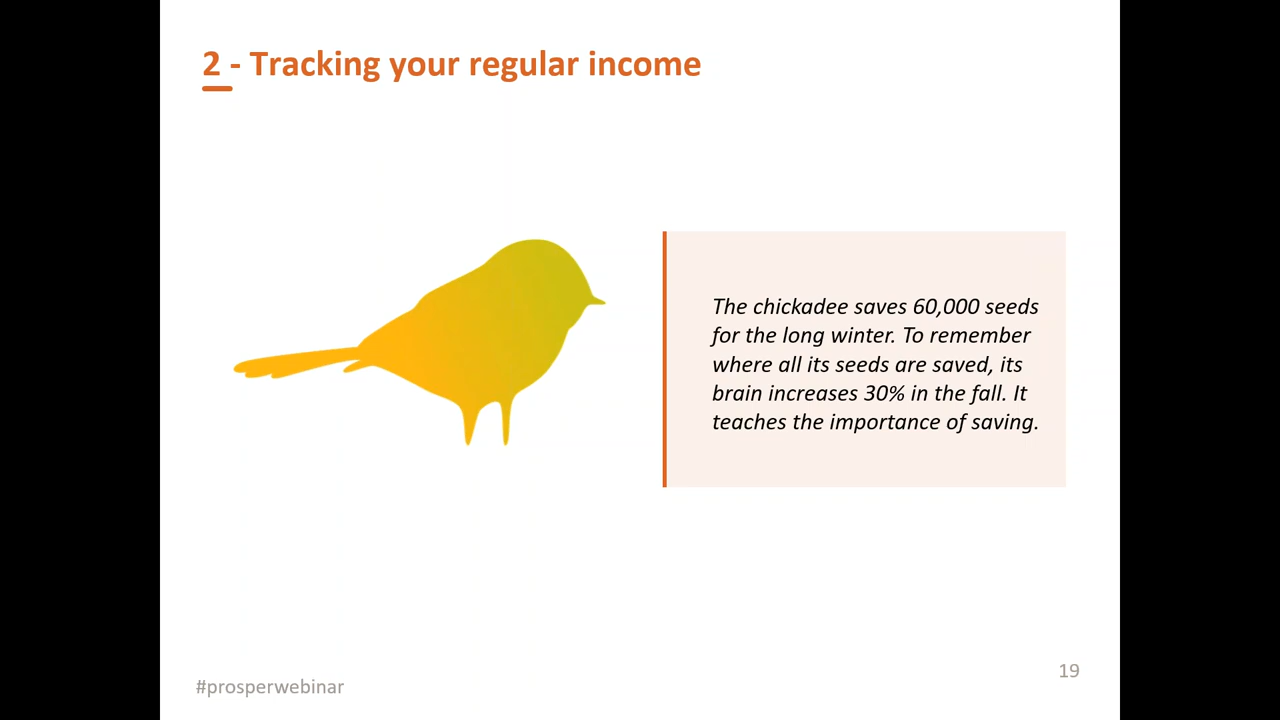 2 - Tracking your regular income
The chickadee saves 60,000 seeds
for the long winter. To remember
where all its seeds are saved, its
brain increases 30% in the fall. It
teaches the importance of saving.
#prosperwebinar
19